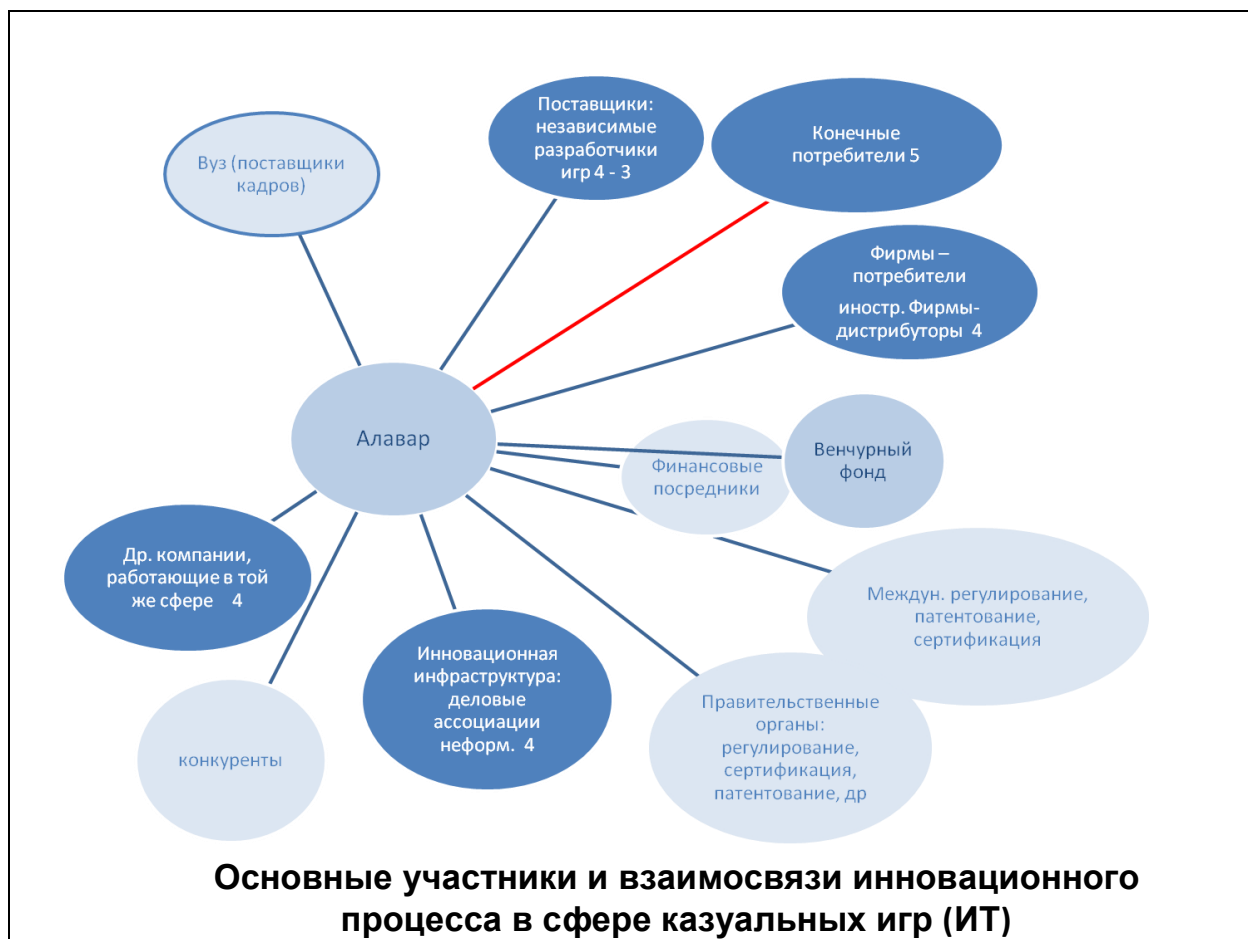 Поставщики:
независимые
разработчики
игр 4 - 3
Конечные
потребители 5
Вуз (поставщики
кадров)
Фирмы –
потребители
иностр. Фирмы-
дистрибуторы 4
Алавар
Венчурный
фонд
Финансовые
посредники
Др. компании,
работающие в той
же сфере 4
Междун. регулирование,
патентование,
сертификация
Инновационная
инфраструктура:
деловые
ассоциации
неформ. 4
Правительственные
органы:
регулирование,
сертификация,
патентование, др
конкуренты
Основные участники и взаимосвязи инновационного
процесса в сфере казуальных игр (ИТ)